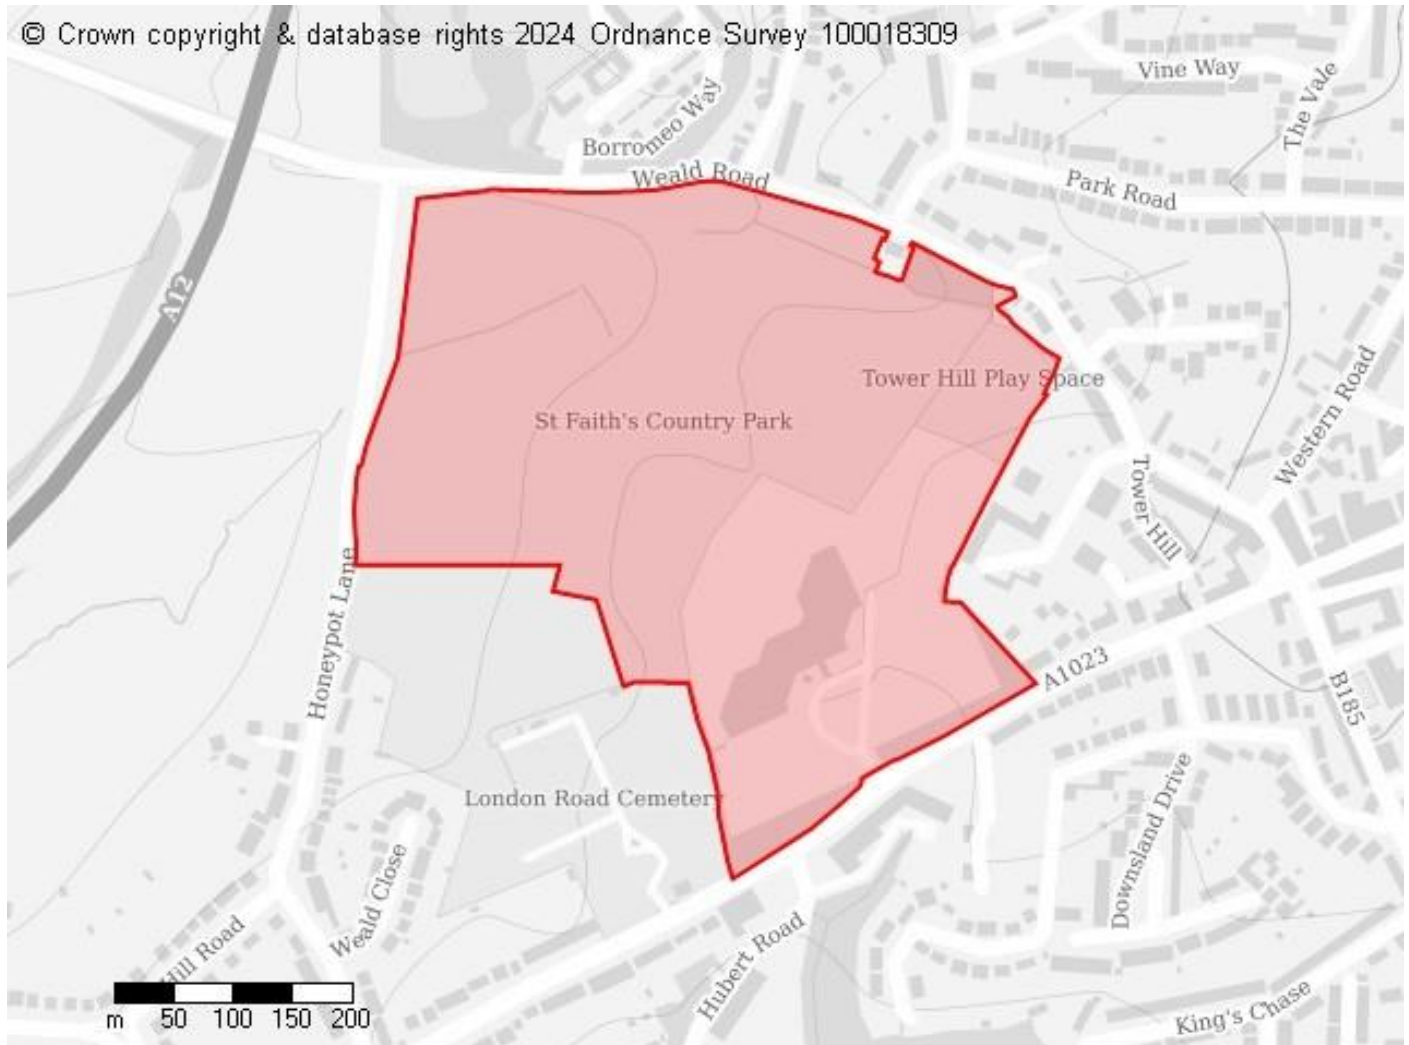 © Crown copyright & database rights 2024 Ordnance Survey 100018309
Vine Way
The Vale
Borromeo Way
Weald Road
Park Road
A12
Tower Hill Play Space
St Faith's Country Park
Western Road
Tower Hill
Honeypot Lane
A1023
B185
London Road Cemetery
Downsland Drive
Weald Close
Hill Road
Hubert Road
King's Chase
m 50 100 150 200